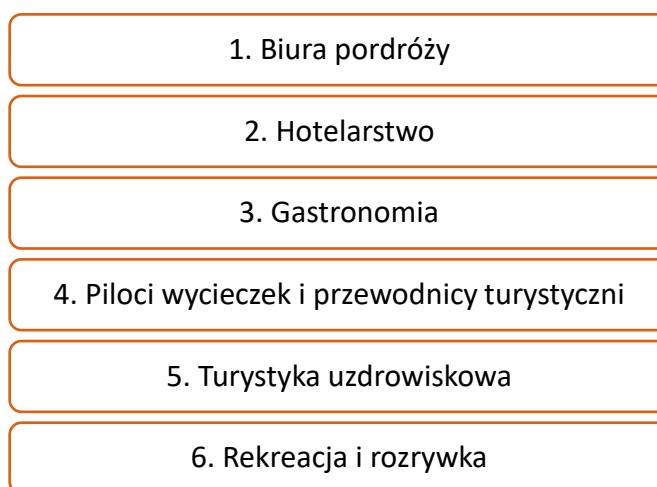 1. Biura pordróży
2. Hotelarstwo
3. Gastronomia
4. Piloci wycieczek i przewodnicy turystyczni
5. Turystyka uzdrowiskowa
6. Rekreacja i rozrywka